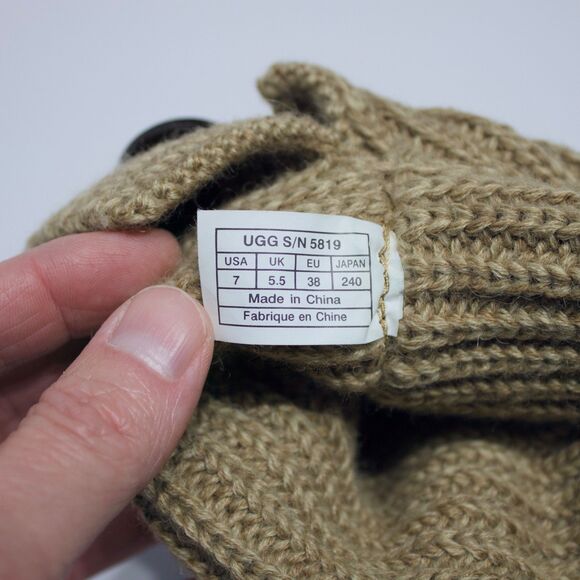 UGG S/N 5819
USA UK EU JAPAN
7 5.5 38 240
Made in China
Fabrique en Chine